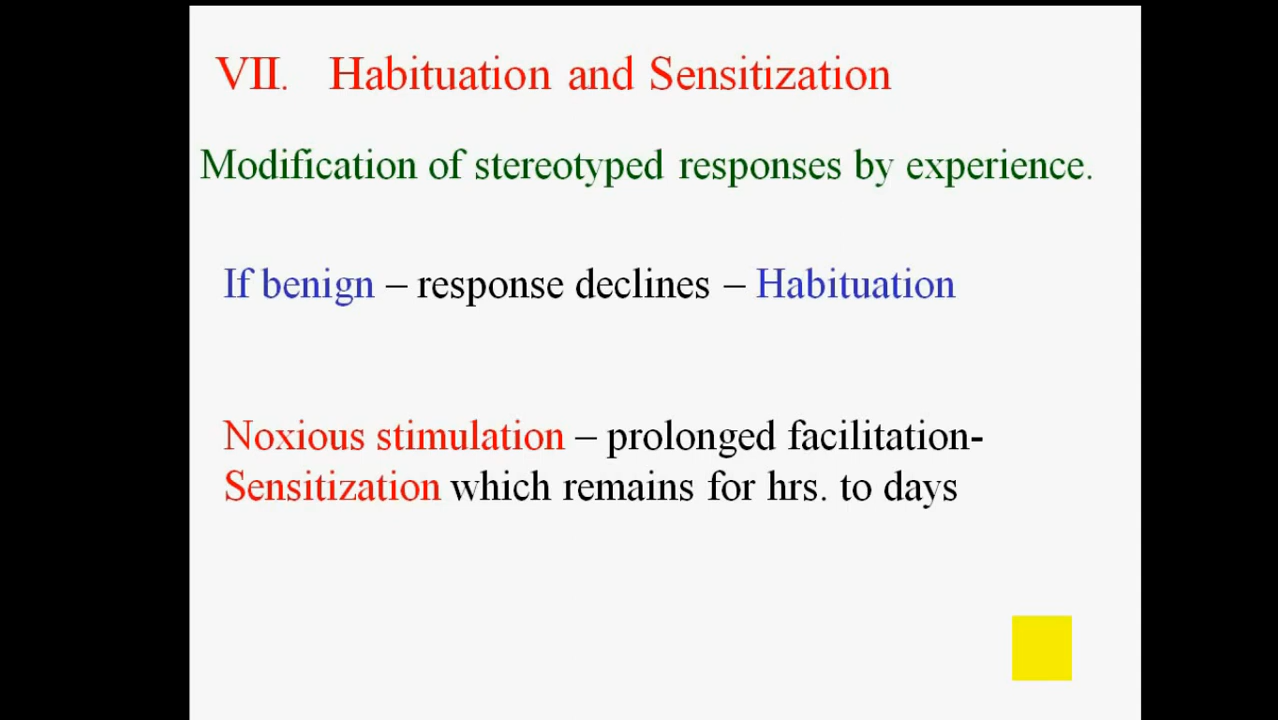 VII. Habituation and Sensitization
Modification of stereotyped responses by experience.
If benign – response declines – Habituation
Noxious stimulation – prolonged facilitation-
Sensitization which remains for hrs. to days